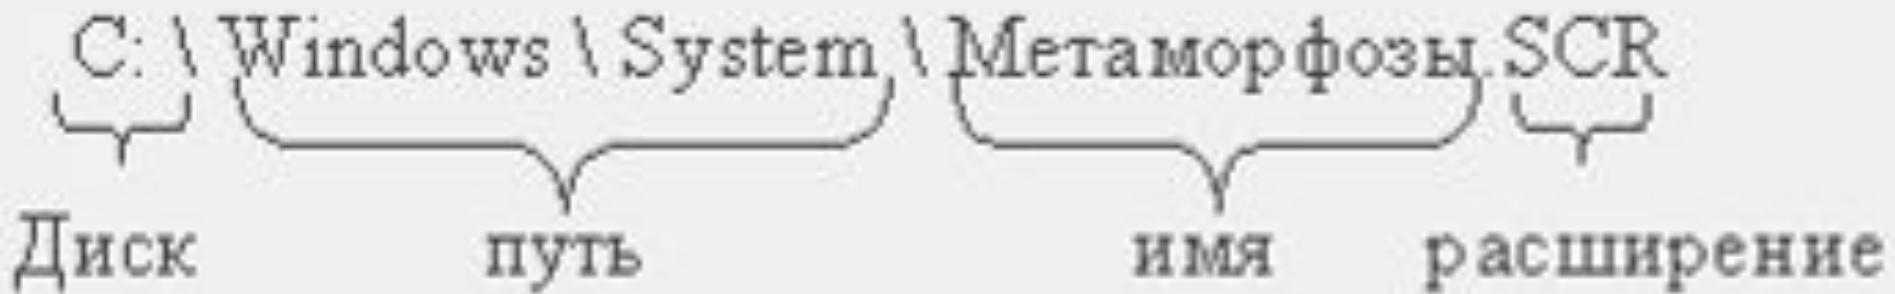 C:\Windows\System\Метаморфозы.SCR
Диск путь имя расширение